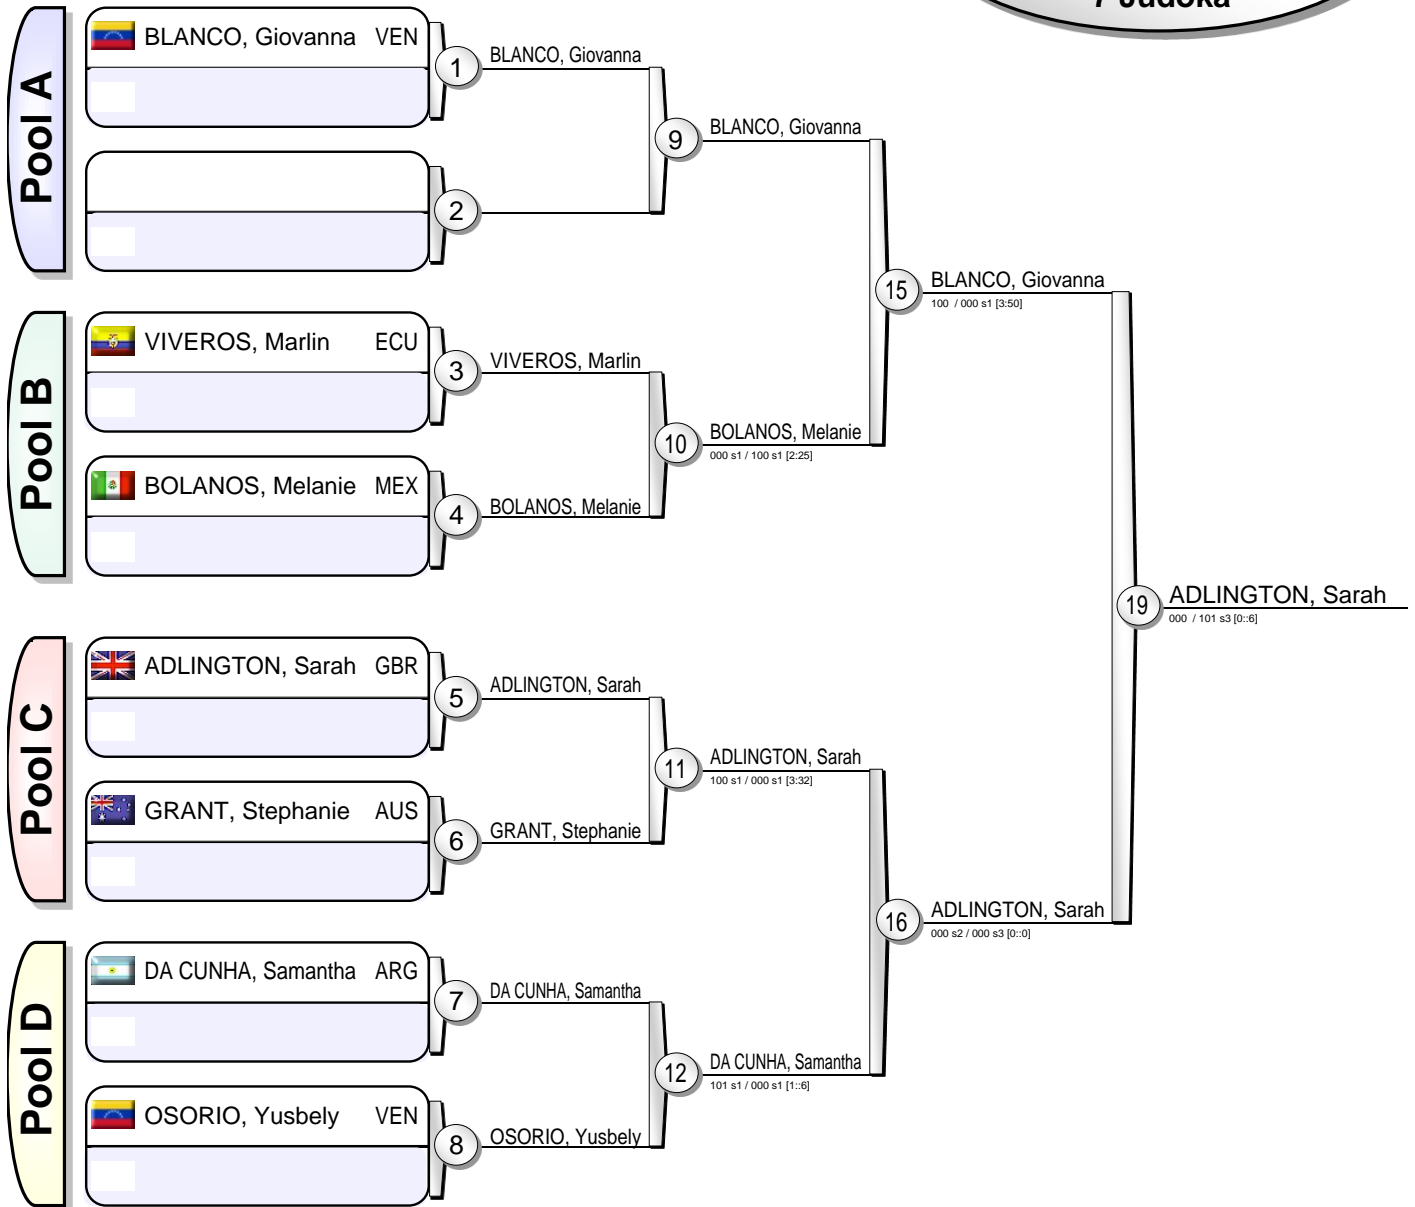 7 Judoka
Pool A
BLANCO, Giovanna VEN
1
BLANCO, Giovanna
2
9
BLANCO, Giovanna
Pool B
VIVEROS, Marlin ECU
3
VIVEROS, Marlin
BOLANOS, Melanie MEX
4
BOLANOS, Melanie
10
BOLANOS, Melanie
000 s1 / 100 s1 [2:25]
15
BLANCO, Giovanna
100 / 000 s1 [3:50]
Pool C
ADLINGTON, Sarah GBR
5
ADLINGTON, Sarah
GRANT, Stephanie AUS
6
GRANT, Stephanie
11
ADLINGTON, Sarah
100 s1 / 000 s1 [3:32]
Pool D
DA CUNHA, Samantha ARG
7
DA CUNHA, Samantha
OSORIO, Yusbely VEN
8
OSORIO, Yusbely
12
DA CUNHA, Samantha
101 s1 / 000 s1 [1::6]
16
ADLINGTON, Sarah
000 s2 / 000 s3 [0::0]
19
ADLINGTON, Sarah
000 / 101 s3 [0::6]